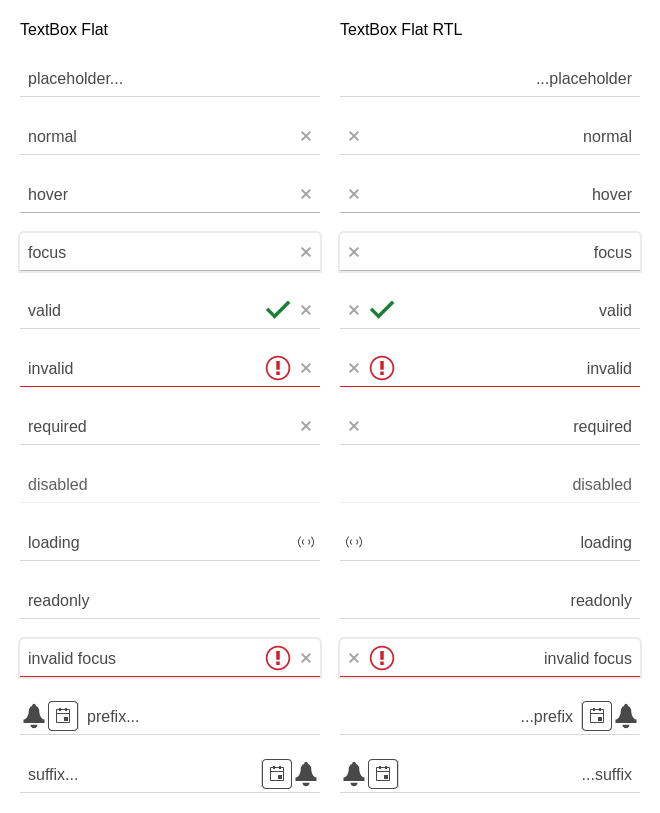 TextBox Flat
placeholder...
normal
hover
focus
valid
invalid
required
disabled
loading
readonly
invalid focus
prefix...
suffix...
TextBox Flat RTL
...placeholder
normal
hover
focus
valid
invalid
required
disabled
loading
readonly
invalid focus
...prefix
...suffix